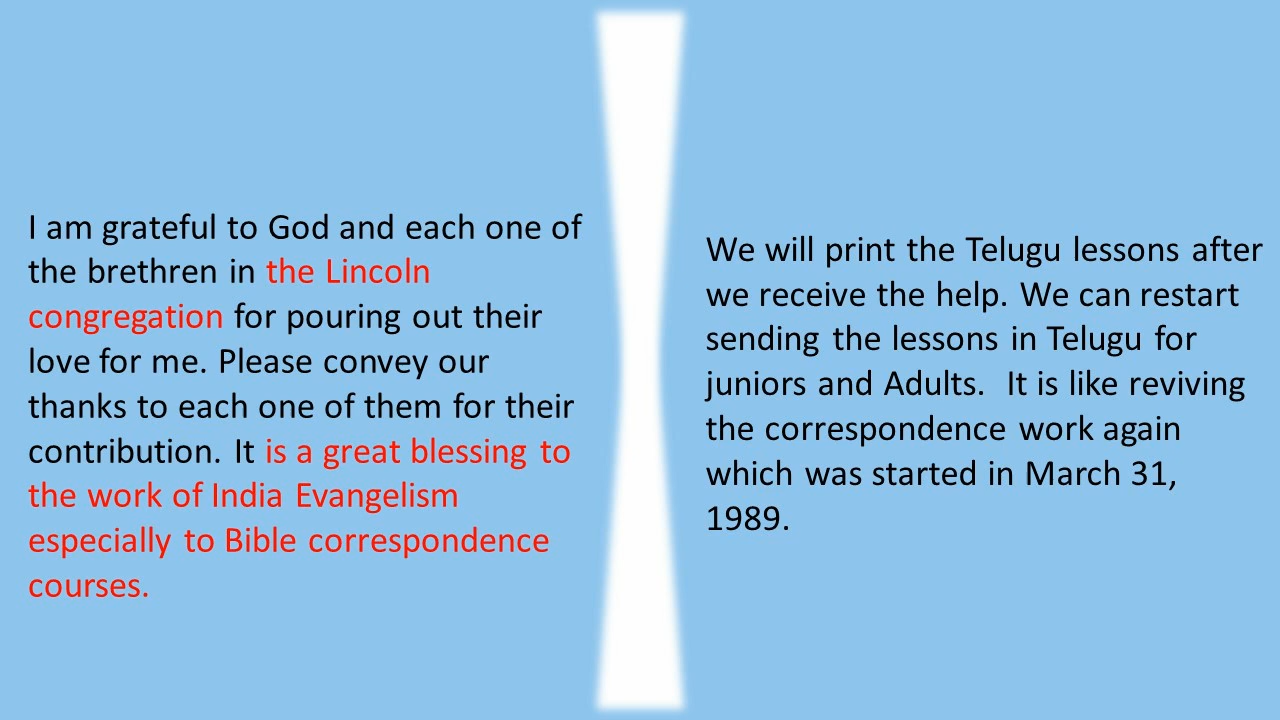 I am grateful to God and each one of
the brethren in the Lincoln
congregation for pouring out their
love for me. Please convey our
thanks to each one of them for their
contribution. It is a great blessing to
the work of India Evangelism
especially to Bible correspondence
courses.
We will print the Telugu lessons after
we receive the help. We can restart
sending the lessons in Telugu for
juniors and Adults.  It is like reviving
the correspondence work again
which was started in March 31,
1989.